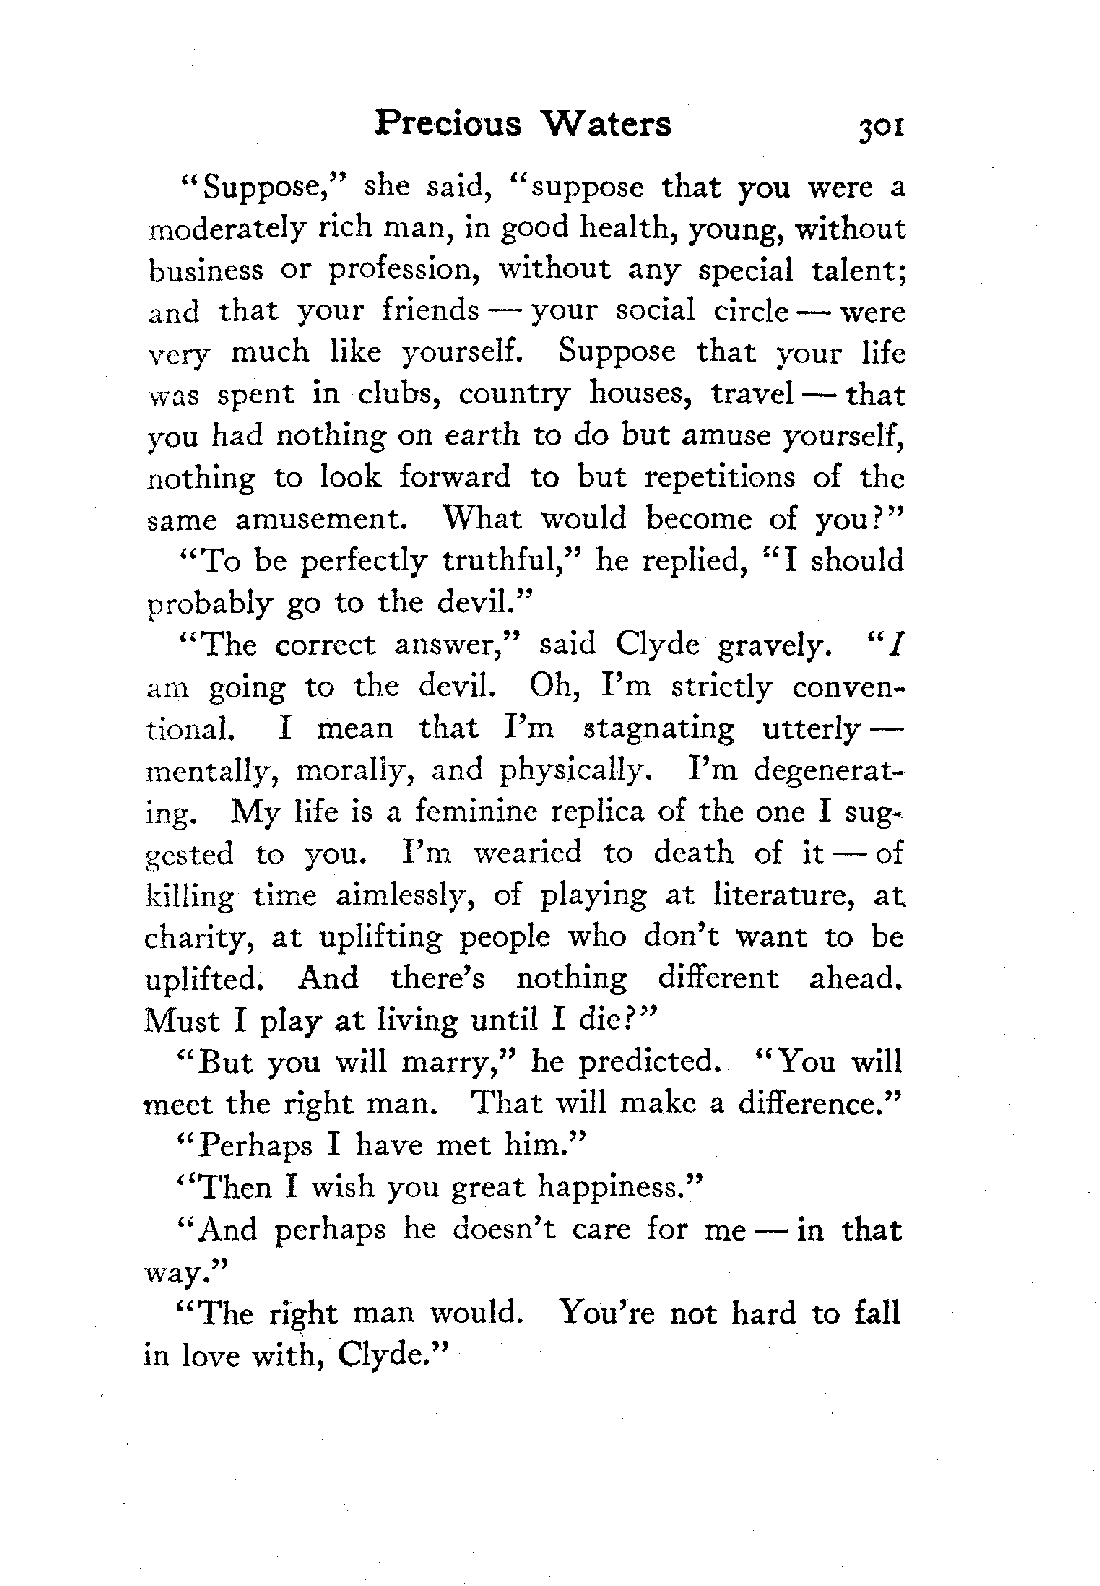 Precious Waters 301
"Suppose," she said, "suppose that you were a
moderately rich man, in good health, young, without
business or profession, without any special talent;
and that your friends — your social circle — were
very much like yourself. Suppose that your life
was spent in clubs, country houses, travel — that
you had nothing on earth to do but amuse yourself,
nothing to look forward to but repetitions of the
same amusement. What would become of you?"
"To be perfectly truthful," he replied, "I should
probably go to the devil."
"The correct answer," said Clyde gravely. "I
am going to the devil. Oh, I'm strictly conven-
tional. I mean that I'm stagnating utterly —
mentally, morally, and physically. I'm degenerat-
ing. My life is a feminine replica of the one I sug-
gested to you. I'm wearied to death of it — of
killing time aimlessly, of playing at literature, at
charity, at uplifting people who don't want to be
uplifted. And there's nothing different ahead.
Must I play at living until I die?"
"But you will marry," he predicted. "You will
meet the right man. That will make a difference."
"Perhaps I have met him."
"Then I wish you great happiness."
"And perhaps he doesn't care for me — in that
way."
"The right man would. You're not hard to fall
in love with, Clyde."